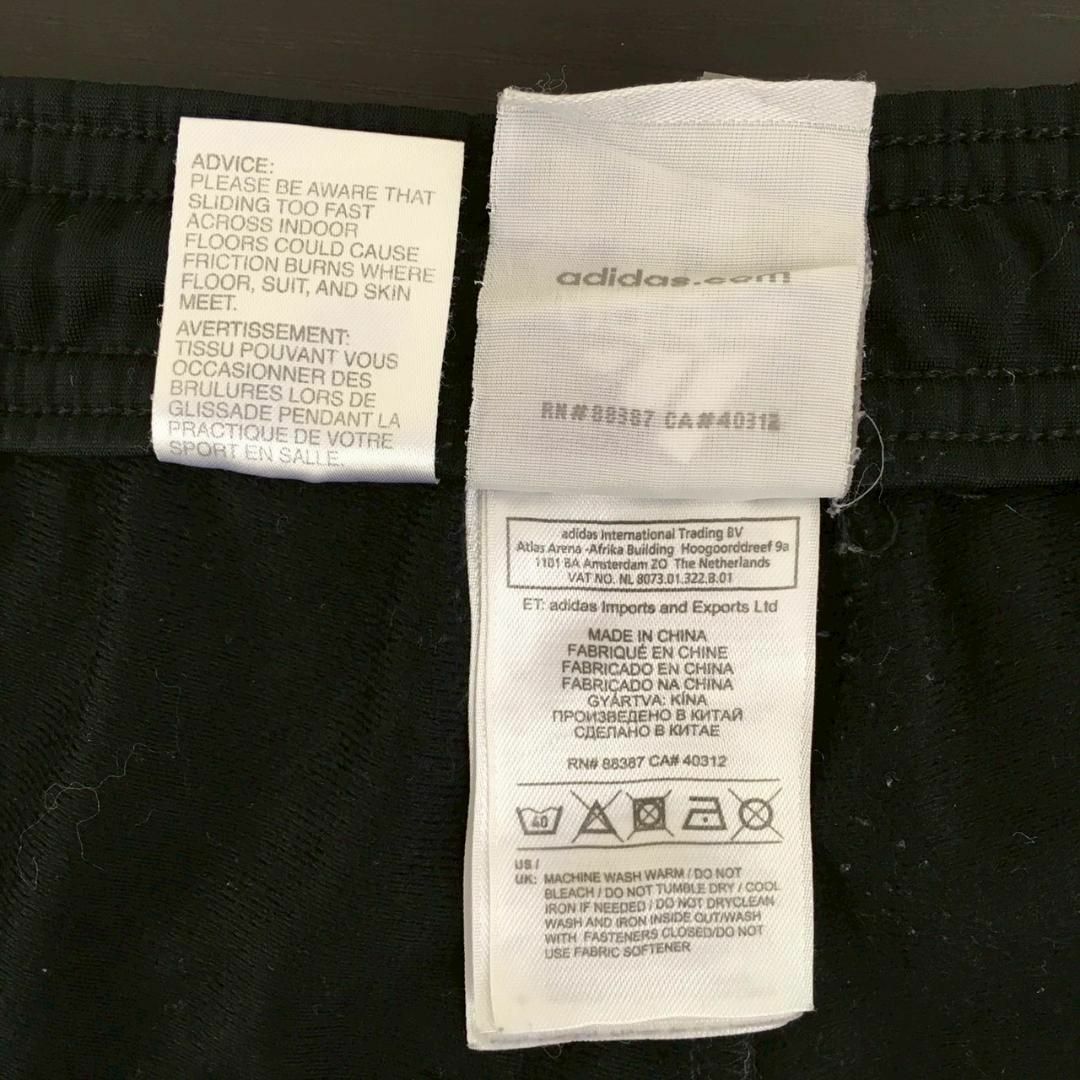 ADVICE:
PLEASE BE AWARE THAT
SLIDING TOO FAST
ACROSS INDOOR
FLOORS COULD CAUSE
FRICTION BURNS WHERE
FLOOR, SUIT, AND SKIN
MEET.
AVERTISSEMENT:
TISSU POUVANT VOUS
OCCASIONNER DES
BRULURES LORS DE
GLISSADE PENDANT LA
PRACTIQUE DE VOTRE
SPORT EN SALLE.
adidas.com
RN#88387 CA#40312
adidas International Trading BV
Atlas Arena -Afrika Building Hoogoorddreef 9a
1101 BA Amsterdam ZO The Netherlands
VAT NO. NL 8073.01.322.B.01
ET: adidas Imports and Exports Ltd
MADE IN CHINA
FABRIQUÉ EN CHINE
FABRICADO EN CHINA
FABRICADO NA CHINA
GYÁRTVA: KÍNA
ПРОИЗВЕДЕНО В КИТАЙ
СДЕЛАНО В КИТАЕ
RN# 88387 CA# 40312
40
US /
UK: MACHINE WASH WARM / DO NOT
BLEACH / DO NOT TUMBLE DRY / COOL
IRON IF NEEDED / DO NOT DRYCLEAN
WASH AND IRON INSIDE OUT/WASH
WITH FASTENERS CLOSED/DO NOT
USE FABRIC SOFTENER